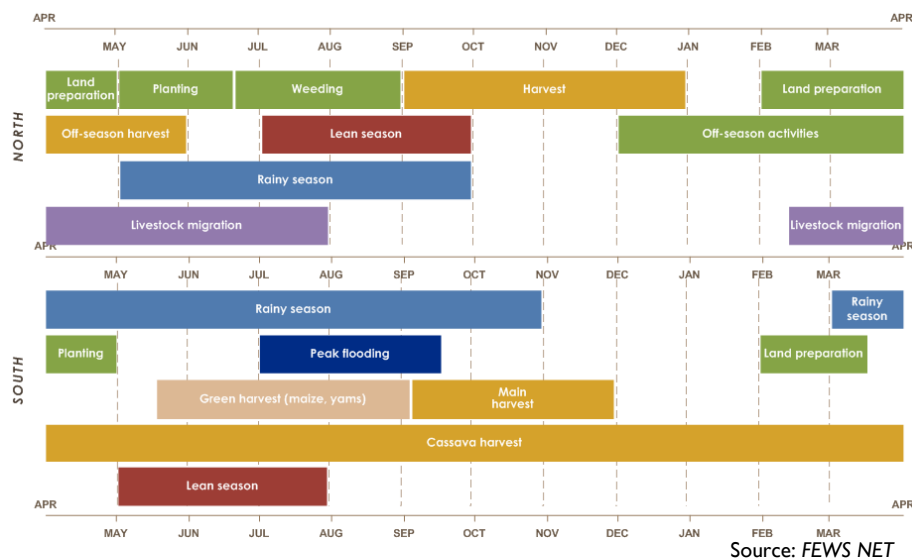 APR APR
MAY JUN JUL AUG SEP OCT NOV DEC JAN FEB MAR
NORTH
Land
preparation
Planting
Weeding
Harvest
Land preparation
Off-season harvest
Lean season
Off-season activities
Rainy season
Livestock migration
Livestock migration
APR APR
MAY JUN JUL AUG SEP OCT NOV DEC JAN FEB MAR
SOUTH
Rainy season
Rainy
season
Planting
Peak flooding
Land preparation
Green harvest (maize, yams)
Main
harvest
Cassava harvest
Lean season
APR APR
MAY JUN JUL AUG SEP OCT NOV DEC JAN FEB MAR
Source: FEWS NET